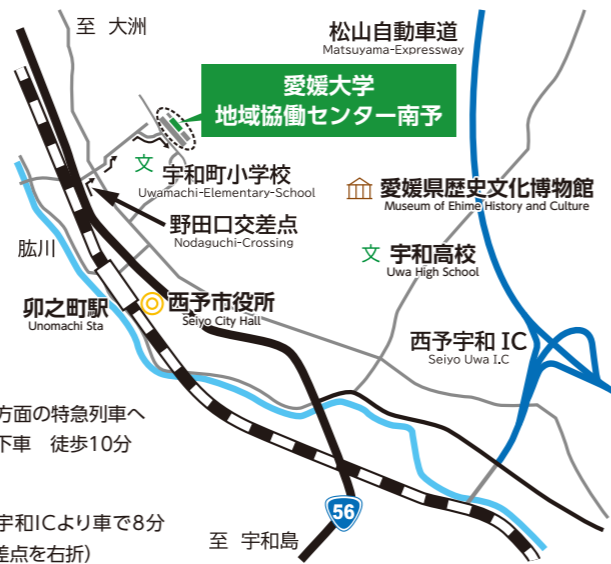 至 大洲
松山自動車道
Matsuyama-Expressway
愛媛大学
地域協働センター南予
文
宇和町小学校
Uwamachi-Elementary-School
愛媛県歴史文化博物館
Museum of Ehime History and Culture
野田口交差点
Nodaguchi-Crossing
肱川
文 宇和高校
Uwa High School
卯之町駅
Unomachi Sta
西予市役所
Seiyo City Hall
西予宇和 IC
Seiyo Uwa I.C
方面の特急列車へ
下車 徒歩10分
56
宇和ICより車で8分
至 宇和島
差点を右折)